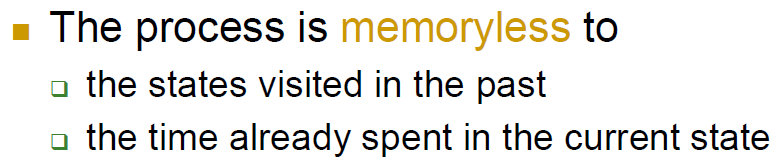 The process is memoryless to
the states visited in the past
the time already spent in the current state